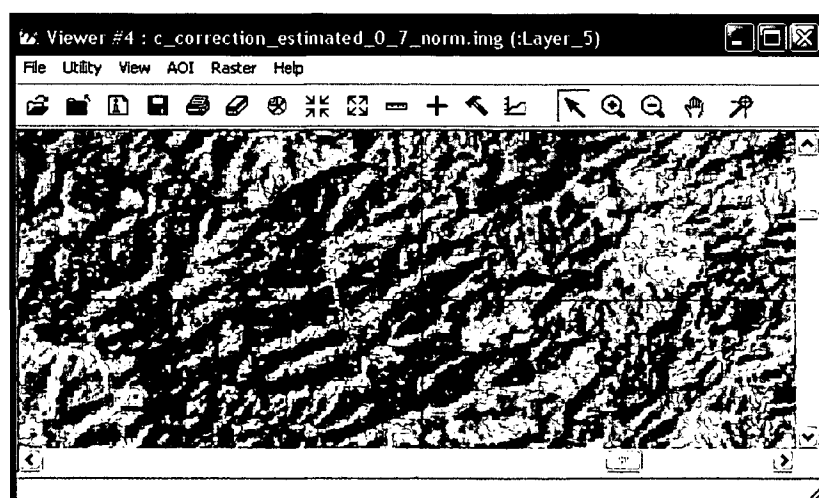 Viewer #4 : c_correction_estimated_0_7_norm.img (:Layer_5)
File Utility View AOI Raster Help